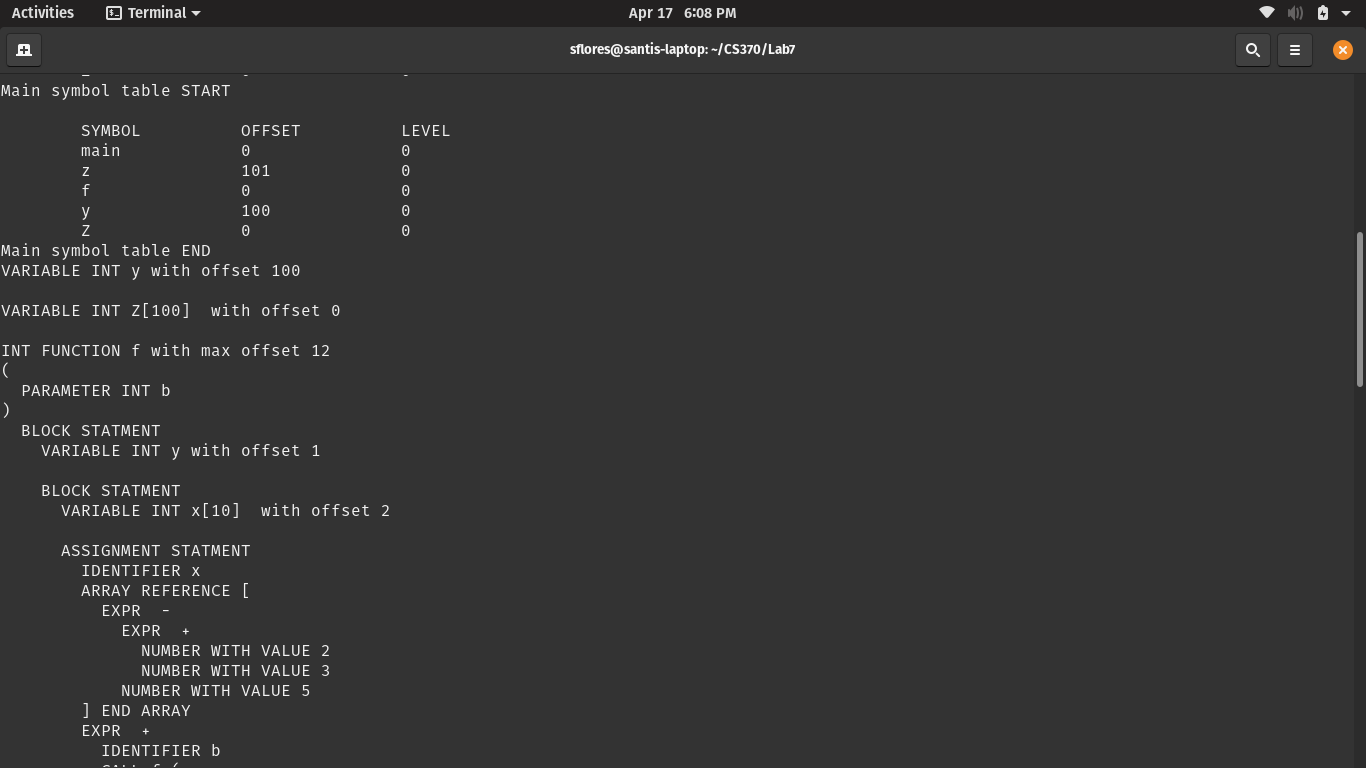 Activities Terminal Apr 17 6:08 PM
sflores@santis-laptop: ~/CS370/Lab7
Main symbol table START
SYMBOL OFFSET LEVEL
main 0 0
z 101 0
f 0 0
y 100 0
Z 0 0
Main symbol table END
VARIABLE INT y with offset 100
VARIABLE INT Z[100]  with offset 0
INT FUNCTION f with max offset 12
(
PARAMETER INT b
)
BLOCK STATMENT
VARIABLE INT y with offset 1
BLOCK STATMENT
VARIABLE INT x[10]  with offset 2
ASSIGNMENT STATMENT
IDENTIFIER x
ARRAY REFERENCE [
EXPR  -
EXPR  +
NUMBER WITH VALUE 2
NUMBER WITH VALUE 3
NUMBER WITH VALUE 5
] END ARRAY
EXPR  +
IDENTIFIER b
CALL f (